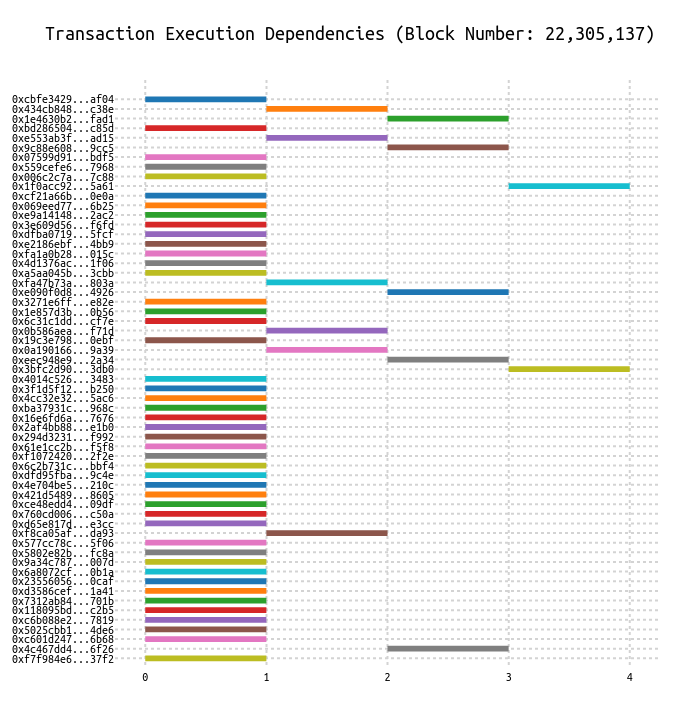 Transaction Execution Dependencies (Block Number: 22,305,137)
0xcbfe3429...af04
0x434cb848...c38e
0x1e4630b2...fad1
0xbd286504...c85d
0xe553ab3f...ad15
0x9c88e608...9cc5
0x07599d91...bdf5
0x559cefe6...7968
0x006c2c7a...7c88
0x1f0acc92...5a61
0xcf21a66b...0e0a
0x069eed77...6b25
0xe9a14148...2ac2
0x3e609d56...f6fd
0xdfba0719...5fcf
0xe2186ebf...4bb9
0xfa1a0b28...015c
0x4d1376ac...1f06
0xa5aa045b...3cbb
0xfa47b73a...803a
0xe090f0d8...4926
0x3271e6ff...e82e
0x1e857d3b...0b56
0x6c31c1dd...cf7e
0x0b586aea...f71d
0x19c3e798...0ebf
0x0a190166...9a39
0xeec948e9...2a34
0x3bfc2d90...3db0
0x4014c526...3483
0x3f1d5f12...b250
0x4cc32e32...5ac6
0xba37931c...968c
0x16e6fd6a...7676
0x2af4bb88...e1b0
0x294d3231...f992
0x61e1cc2b...f5f8
0xf1072420...2f2e
0x6c2b731c...bbf4
0xdfd95fba...9c4e
0x4e704be5...210c
0x421d5489...8605
0xce48edd4...09df
0x760cd006...c50a
0xd65e817d...e3cc
0xf8ca05af...da93
0x577cc78c...5f06
0x5802e82b...fc8a
0x9a34c787...007d
0x6a8072cf...0b1a
0x23556056...0caf
0xd3586cef...1a41
0x7312ab84...701b
0x118095bd...c2b5
0xc6b088e2...7819
0x5025cbb1...4de6
0xc601d247...6b68
0x4c467dd4...6f26
0xf7f984e6...37f2
0 1 2 3 4